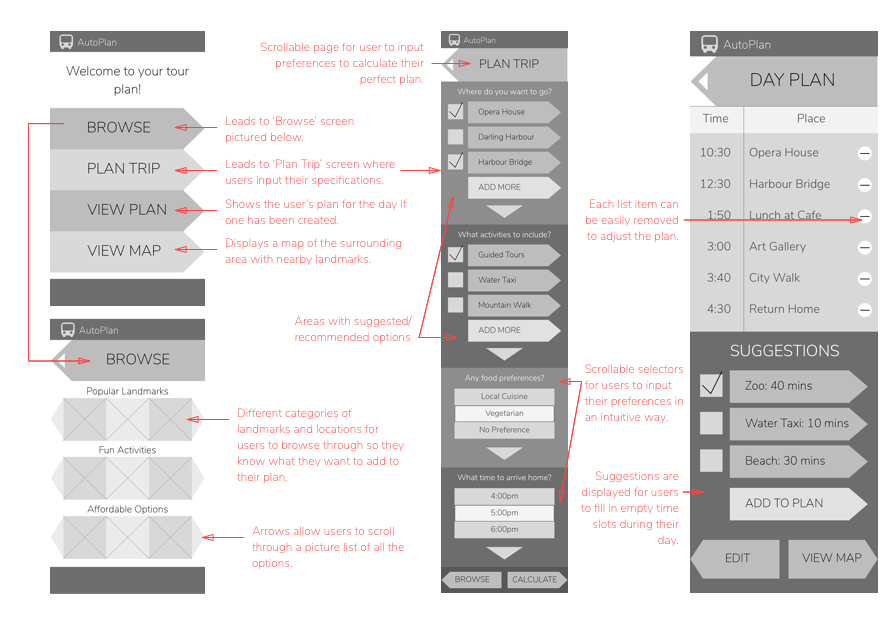 AutoPlan
Welcome to your tour
plan!
BROWSE
PLAN TRIP
VIEW PLAN
VIEW MAP
Leads to ‘Browse’ screen
pictured below.
Leads to ‘Plan Trip’ screen where
users input their specifications.
Shows the user’s plan for the day if
one has been created.
Displays a map of the surrounding
area with nearby landmarks.
AutoPlan
BROWSE
Popular Landmarks
Fun Activities
Affordable Options
Different categories of
landmarks and locations for
users to browse through so they
know what they want to add to
their plan.
Arrows allow users to scroll
through a picture list of all the
options.
Scrollable page for user to input
preferences to calculate their
perfect plan.
Areas with suggested/
recommended options
AutoPlan
PLAN TRIP
Where do you want to go?
Opera House
Darling Harbour
Harbour Bridge
ADD MORE
What activities to include?
Guided Tours
Water Taxi
Mountain Walk
ADD MORE
Any food preferences?
Local Cuisine
Vegetarian
No Preference
What time to arrive home?
4:00pm
5:00pm
6:00pm
BROWSE
CALCULATE
Each list item can
be easily removed
to adjust the plan.
Scrollable selectors
for users to input
their preferences in
an intuitive way.
Suggestions are
displayed for users
to fill in empty time
slots during their
day.
AutoPlan
DAY PLAN
Time Place
10:30 Opera House
12:30 Harbour Bridge
1:50 Lunch at Cafe
3:00 Art Gallery
3:40 City Walk
4:30 Return Home
SUGGESTIONS
Zoo: 40 mins
Water Taxi: 10 mins
Beach: 30 mins
ADD TO PLAN
EDIT
VIEW MAP